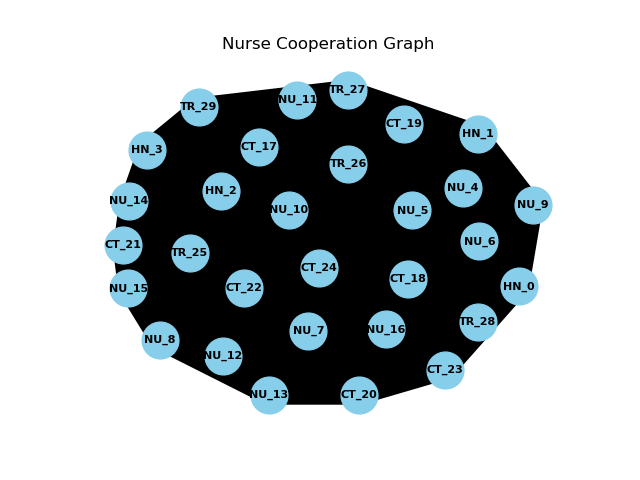 Nurse Cooperation Graph
TR_27
NU_11
TR_29
CT_19
HN_1
CT_17
HN_3
TR_26
NU_4
HN_2
NU_14
NU_9
NU_10
NU_5
NU_6
CT_21
TR_25
CT_24
CT_18
HN_0
NU_15
CT_22
TR_28
NU_16
NU_7
NU_8
NU_12
CT_23
NU_13
CT_20